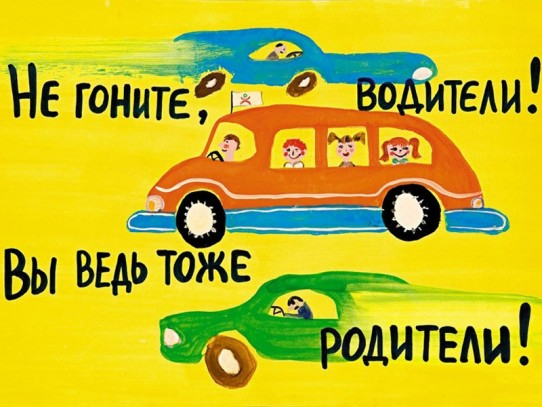 Не гоните, водители!
Вы ведь тоже
родители!